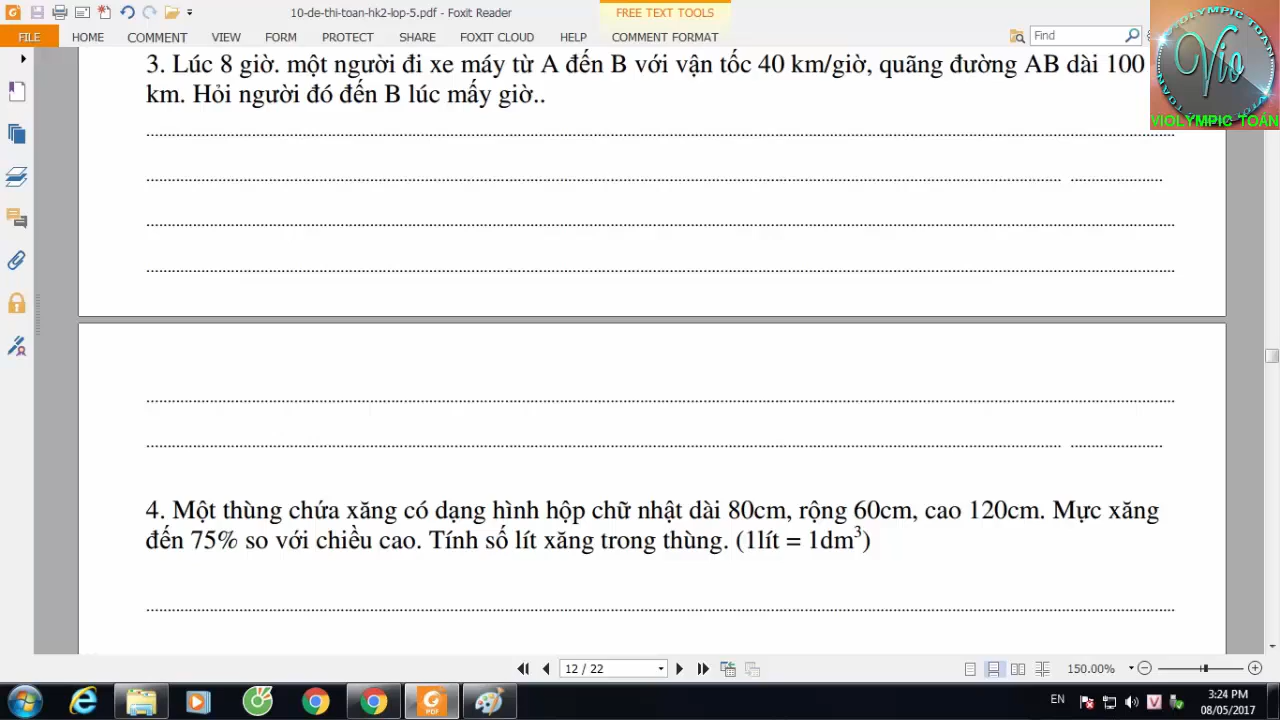 10-de-thi-toan-hk2-lop-5.pdf - Foxit Reader
FREE TEXT TOOLS
FILE HOME COMMENT VIEW FORM PROTECT SHARE FOXIT CLOUD HELP COMMENT FORMAT
Find
Vio
VIOLYMPIC TOÁN
3. Lúc 8 giờ. một người đi xe máy từ A đến B với vận tốc 40 km/giờ, quãng đường AB dài 100
km. Hỏi người đó đến B lúc mấy giờ..
4. Một thùng chứa xăng có dạng hình hộp chữ nhật dài 80cm, rộng 60cm, cao 120cm. Mực xăng
đến 75% so với chiều cao. Tính số lít xăng trong thùng. (1lít = 1dm³)
12 / 22
150.00%
EN
3:24 PM
08/05/2017